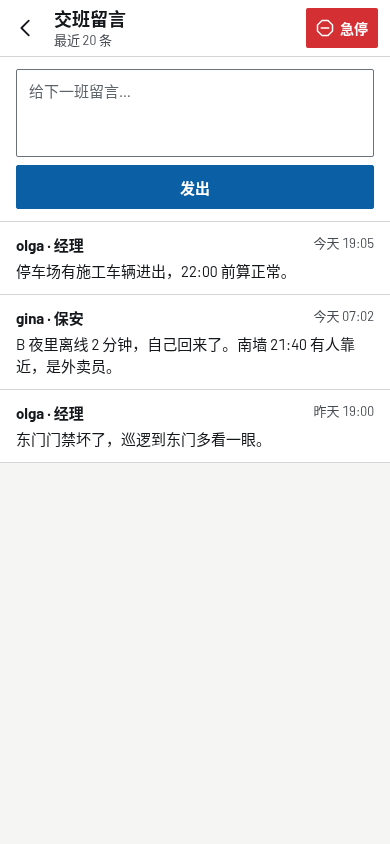 交班留言
最近 20 条
急停
给下一班留言…
发出
olga · 经理
今天 19:05
停车场有施工车辆进出，22:00 前算正常。
gina · 保安
今天 07:02
B 夜里离线 2 分钟，自己回来了。南墙 21:40 有人靠
近，是外卖员。
olga · 经理
昨天 19:00
东门门禁坏了，巡逻到东门多看一眼。